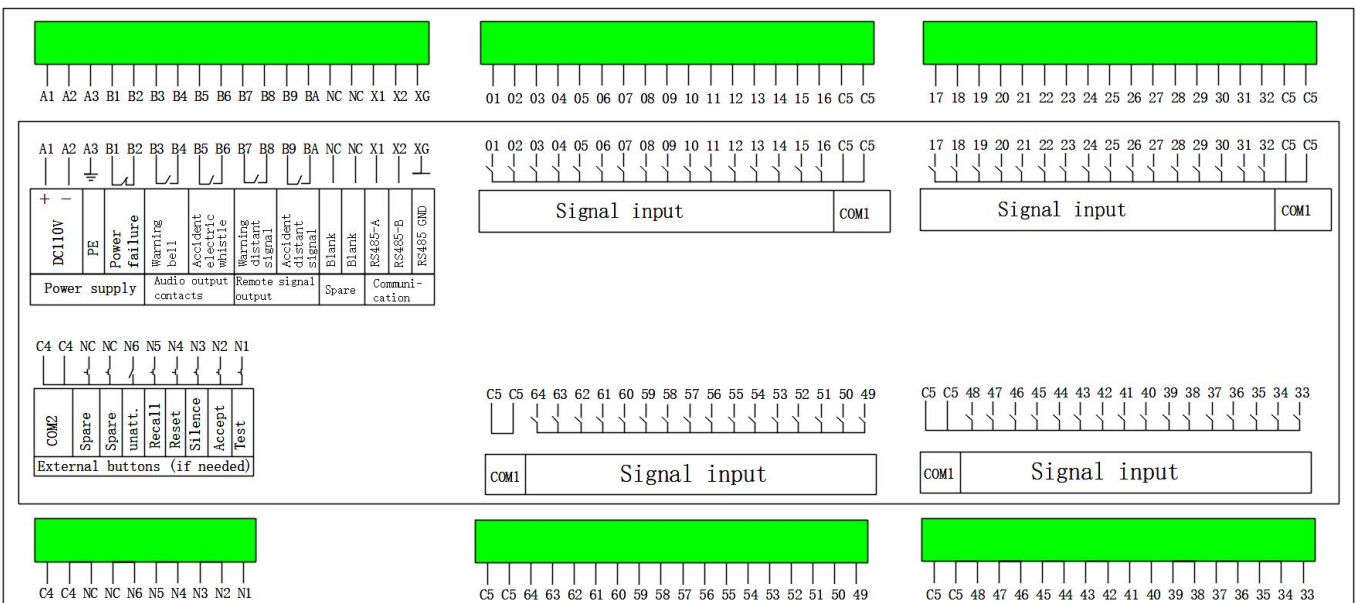 A1 A2 A3 B1 B2 B3 B4 B5 B6 B7 B8 B9 BA NC NC X1 X2 XG
01 02 03 04 05 06 07 08 09 10 11 12 13 14 15 16 C5 C5
17 18 19 20 21 22 23 24 25 26 27 28 29 30 31 32 C5 C5
A1 A2 A3 B1 B2 B3 B4 B5 B6 B7 B8 B9 BA NC NC X1 X2 XG
+ −
DC110V
PE
Power
failure
Warning
bell
Accident
electric
whistle
Warning
distant
signal
Accident
distant
signal
Blank
Blank
RS485-A
RS485-B
RS485 GND
Power supply
Audio output
contacts
Remote signal
output
Spare
Communi-
cation
01 02 03 04 05 06 07 08 09 10 11 12 13 14 15 16 C5 C5
Signal input
COM1
17 18 19 20 21 22 23 24 25 26 27 28 29 30 31 32 C5 C5
Signal input
COM1
C4 C4 NC NC N6 N5 N4 N3 N2 N1
COM2
Spare
Spare
unatt.
Recall
Reset
Silence
Accept
Test
External buttons (if needed)
C5 C5 64 63 62 61 60 59 58 57 56 55 54 53 52 51 50 49
COM1
Signal input
C5 C5 48 47 46 45 44 43 42 41 40 39 38 37 36 35 34 33
COM1
Signal input
C4 C4 NC NC N6 N5 N4 N3 N2 N1
C5 C5 64 63 62 61 60 59 58 57 56 55 54 53 52 51 50 49
C5 C5 48 47 46 45 44 43 42 41 40 39 38 37 36 35 34 33